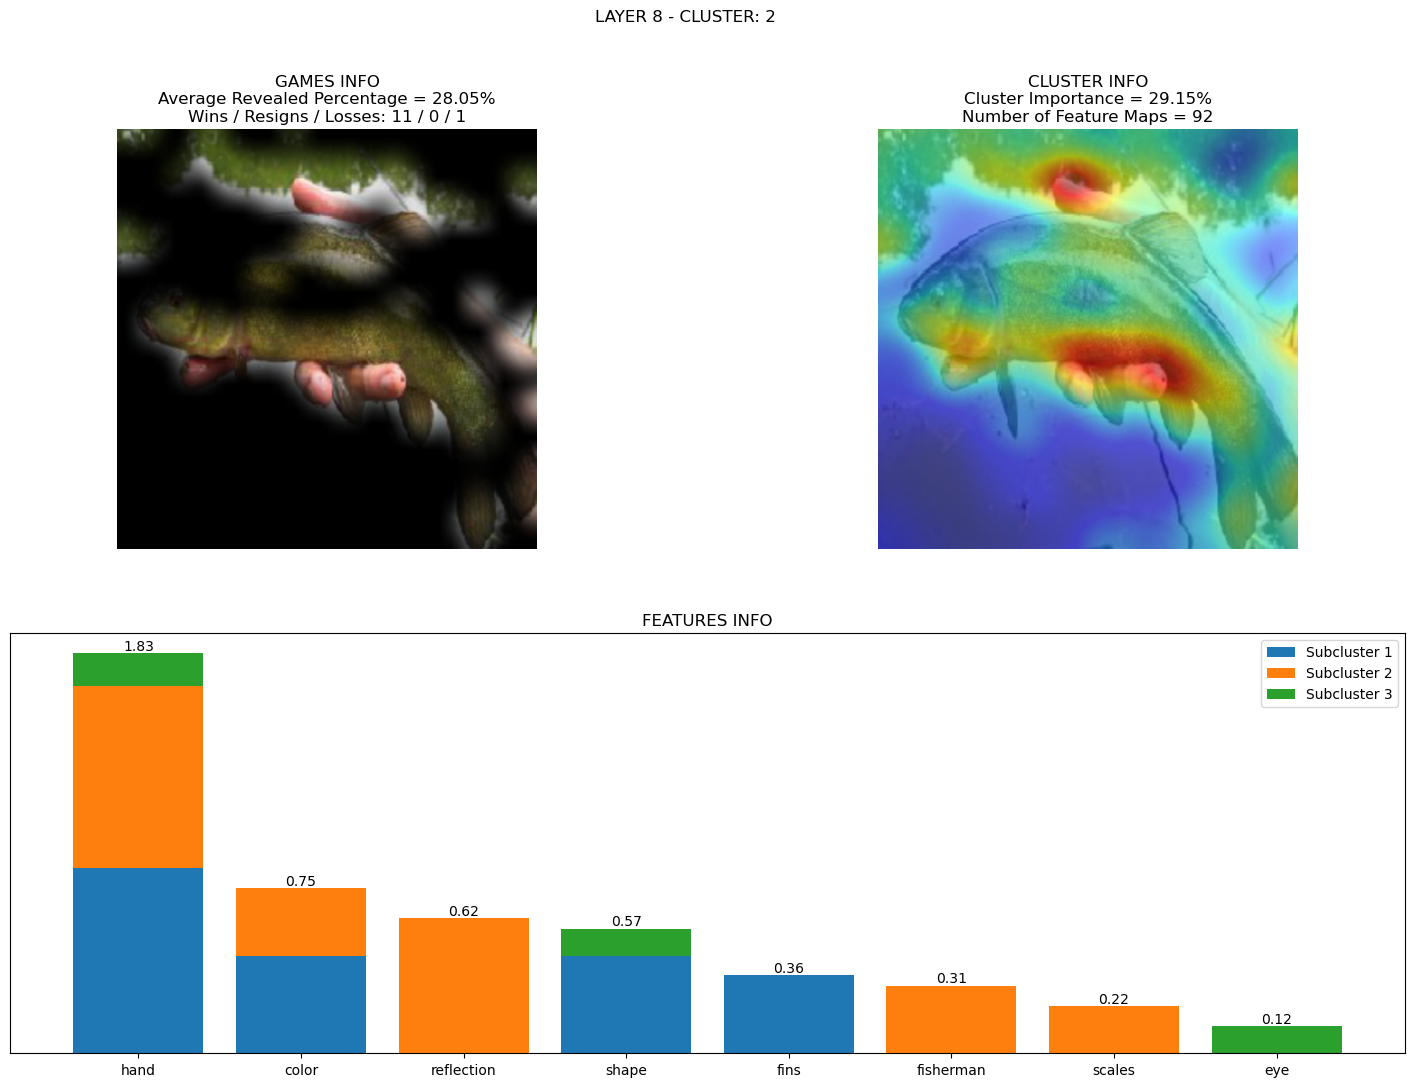 LAYER 8 - CLUSTER: 2
GAMES INFO
Average Revealed Percentage = 28.05%
Wins / Resigns / Losses: 11 / 0 / 1
CLUSTER INFO
Cluster Importance = 29.15%
Number of Feature Maps = 92
FEATURES INFO
Subcluster 1
Subcluster 2
Subcluster 3
1.83
0.75
0.62
0.57
0.36
0.31
0.22
0.12
hand
color
reflection
shape
fins
fisherman
scales
eye